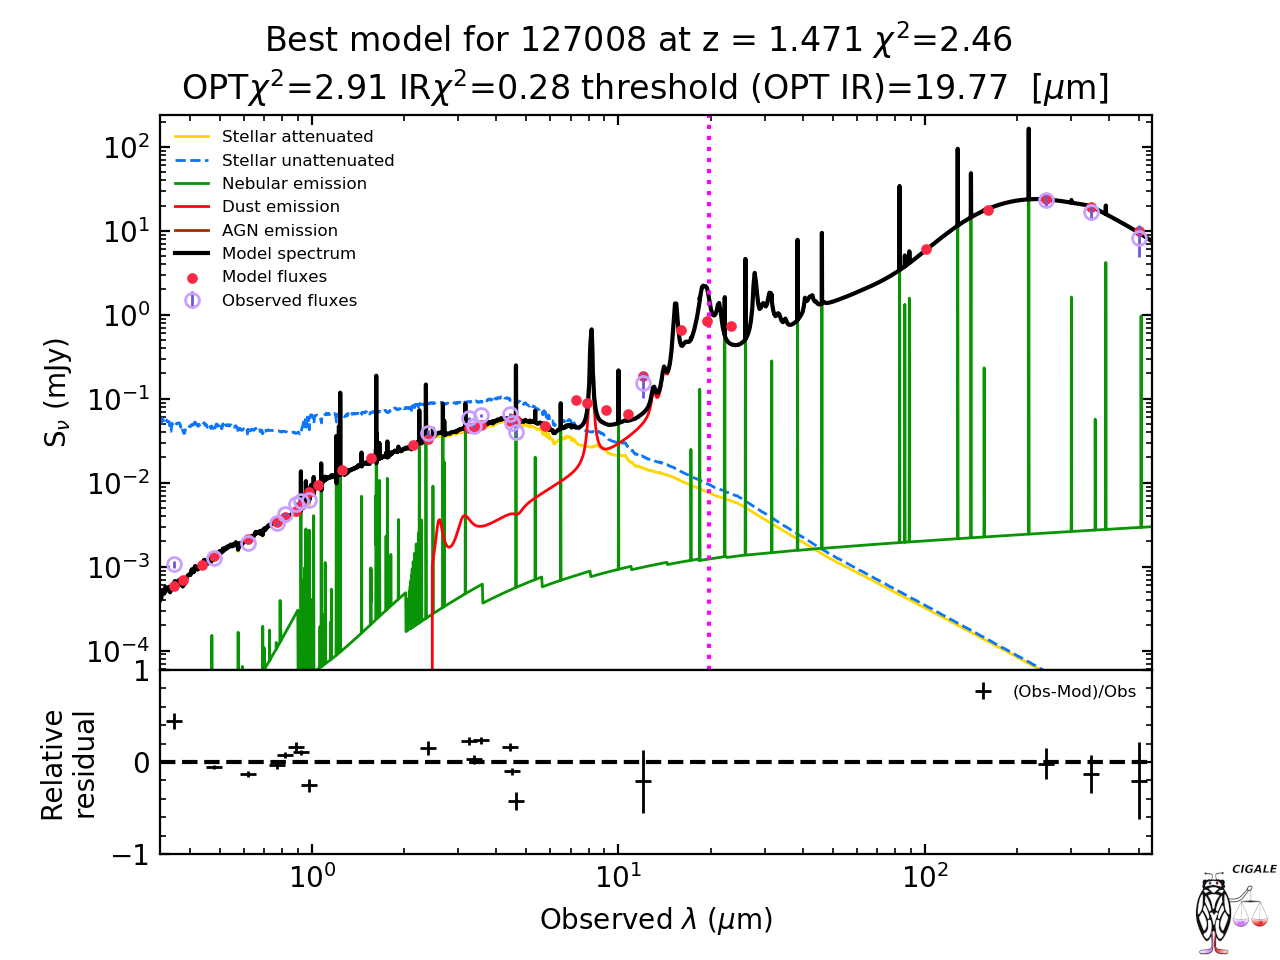 Best model for 127008 at z = 1.471 χ²=2.46
OPTχ²=2.91 IRχ²=0.28 threshold (OPT IR)=19.77 [μm]
Stellar attenuated
Stellar unattenuated
Nebular emission
Dust emission
AGN emission
Model spectrum
Model fluxes
Observed fluxes
10²
10¹
10⁰
10⁻¹
10⁻²
10⁻³
10⁻⁴
S_ν (mJy)
(Obs-Mod)/Obs
1
0
−1
Relative
residual
10⁰ 10¹ 10²
Observed λ (μm)
CIGALE